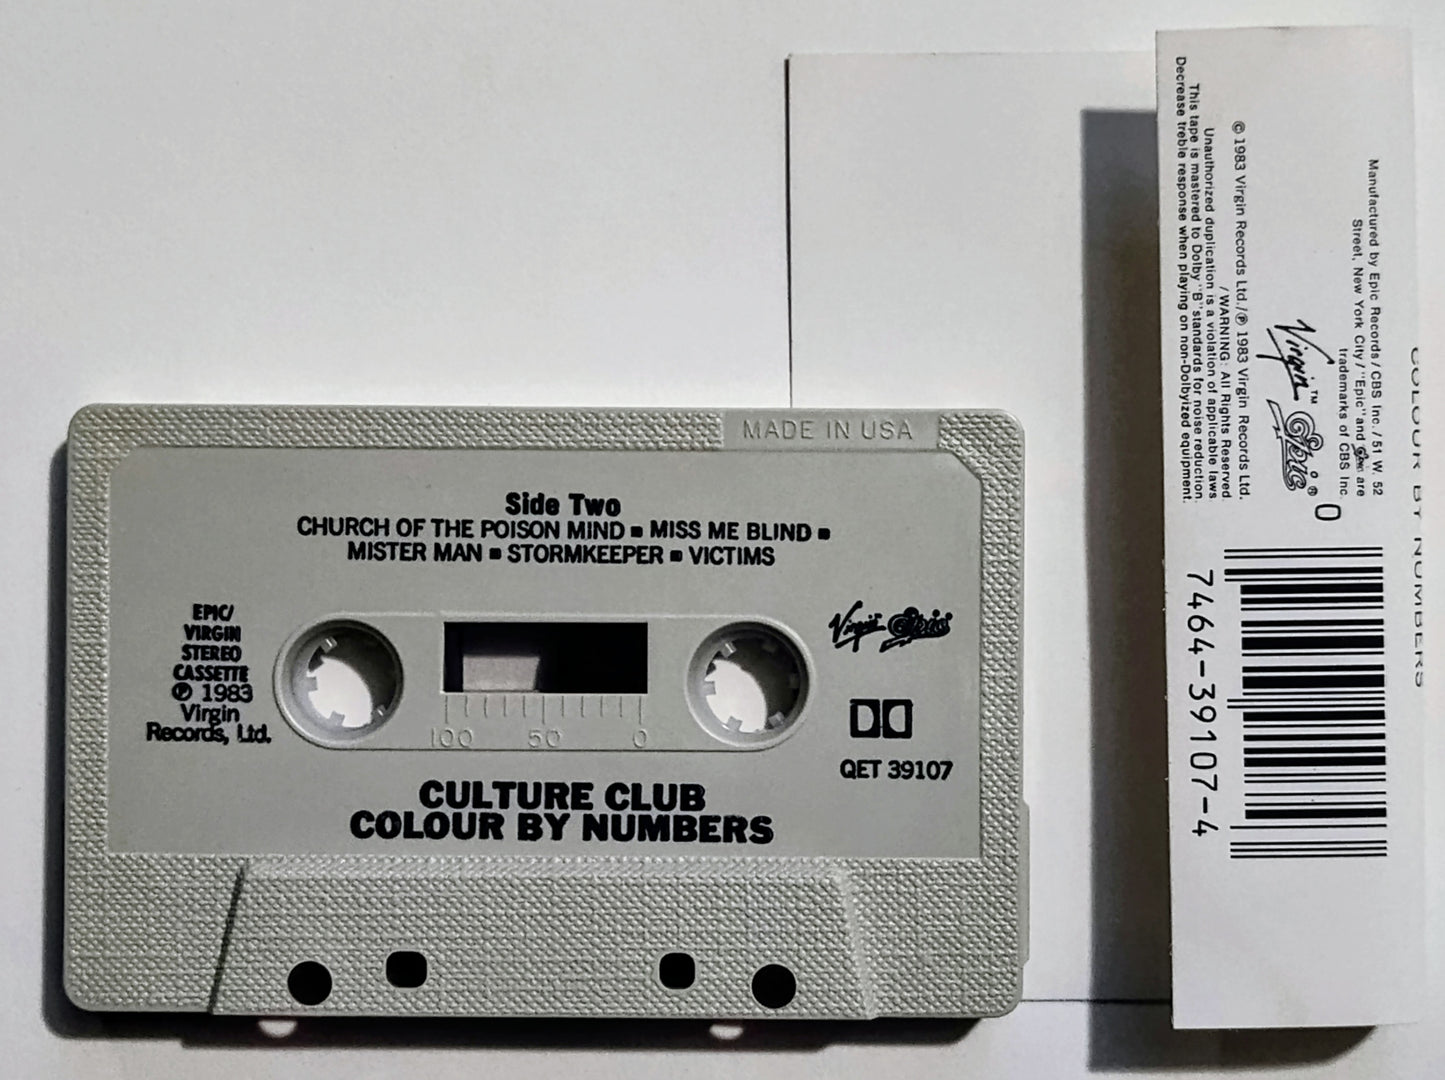 MADE IN USA
Side Two
CHURCH OF THE POISON MIND ■ MISS ME BLIND ■
MISTER MAN ■ STORMKEEPER ■ VICTIMS
EPIC/
VIRGIN
STEREO
CASSETTE
℗ 1983
Virgin
Records, Ltd.
Virgin Epic
100 50 0
QET 39107
CULTURE CLUB
COLOUR BY NUMBERS
COLOUR BY NUMBERS
Manufactured by Epic Records / CBS Inc. / 51 W. 52
Street, New York City / "Epic" and Epic are
trademarks of CBS Inc.
Virgin™ Epic®
© 1983 Virgin Records Ltd./℗ 1983 Virgin Records Ltd.
/ WARNING: All Rights Reserved.
Unauthorized duplication is a violation of applicable laws.
This tape is mastered to Dolby "B" standards for noise reduction.
Decrease treble response when playing on non-Dolbyized equipment.
0
7464-39107-4